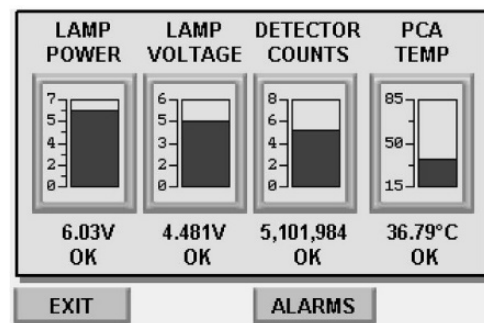 LAMP POWER
LAMP VOLTAGE
DETECTOR COUNTS
PCA TEMP
7 5 4 2 0
6 5 3 2 0
8 6 4 2 0
85 50 15
6.03V
OK
4.481V
OK
5,101,984
OK
36.79°C
OK
EXIT
ALARMS